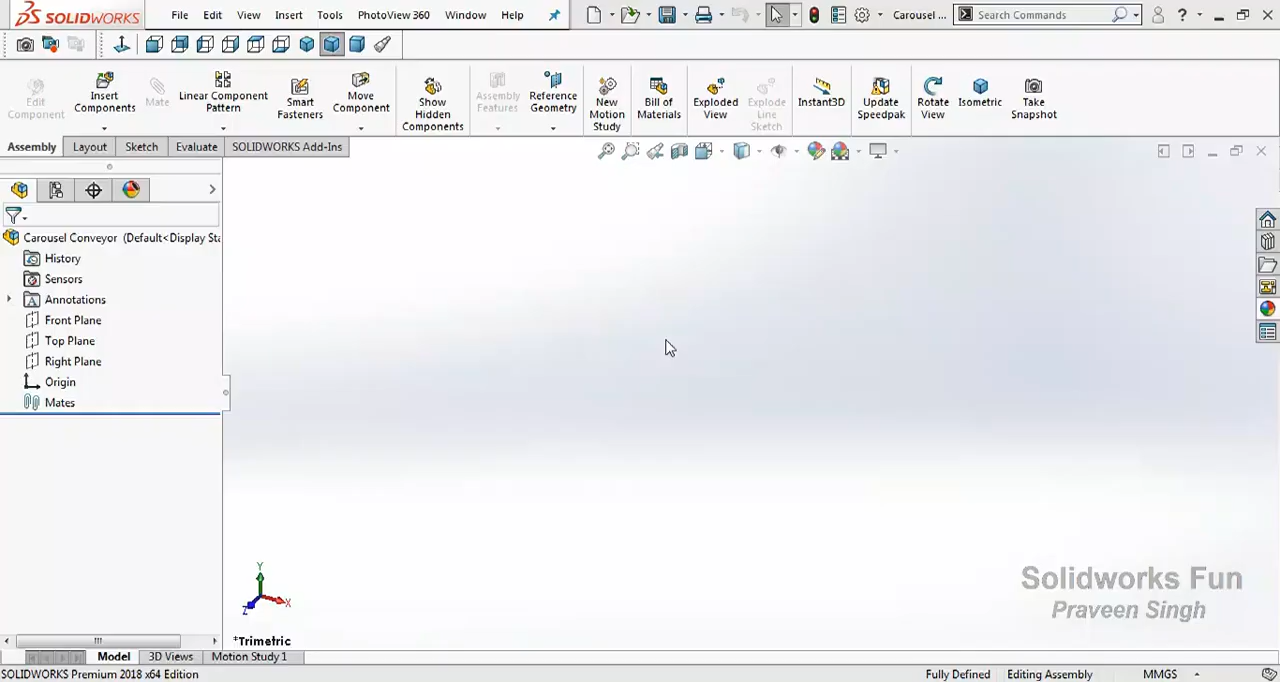 SOLIDWORKS File Edit View Insert Tools PhotoView 360 Window Help Carousel ... Search Commands ?
Edit Component
Insert Components
Mate
Linear Component Pattern
Smart Fasteners
Move Component
Show Hidden Components
Assembly Features
Reference Geometry
New Motion Study
Bill of Materials
Exploded View
Explode Line Sketch
Instant3D
Update Speedpak
Rotate View
Isometric
Take Snapshot
Assembly Layout Sketch Evaluate SOLIDWORKS Add-Ins
Carousel Conveyor (Default<Display Sta
History
Sensors
Annotations
Front Plane
Top Plane
Right Plane
Origin
Mates
Y
X
Z
*Trimetric
Solidworks Fun
Praveen Singh
Model 3D Views Motion Study 1
SOLIDWORKS Premium 2018 x64 Edition Fully Defined Editing Assembly MMGS